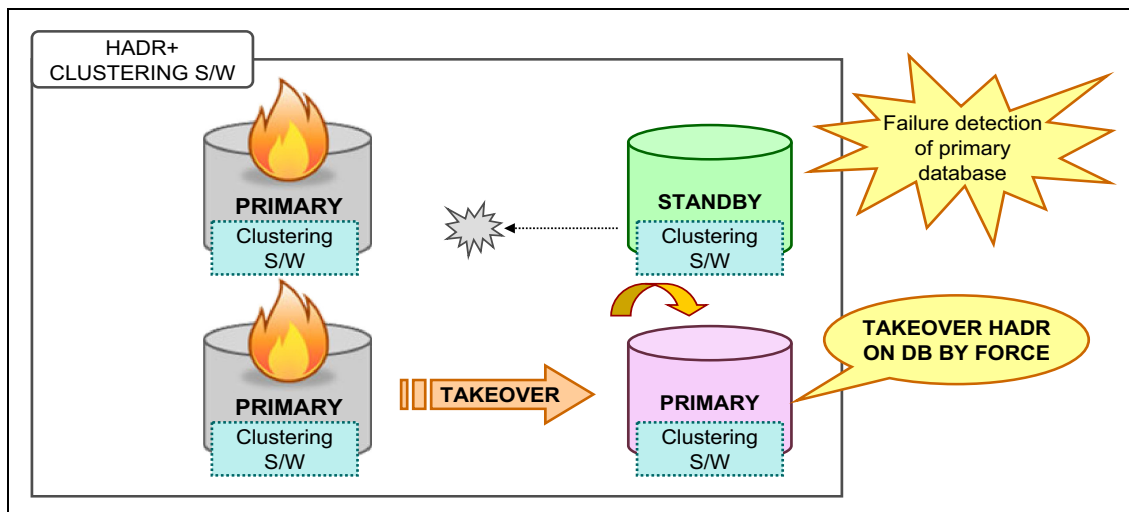 HADR+
CLUSTERING S/W
Failure detection
of primary
database
PRIMARY
Clustering
S/W
STANDBY
Clustering
S/W
PRIMARY
Clustering
S/W
TAKEOVER
PRIMARY
Clustering
S/W
TAKEOVER HADR
ON DB BY FORCE